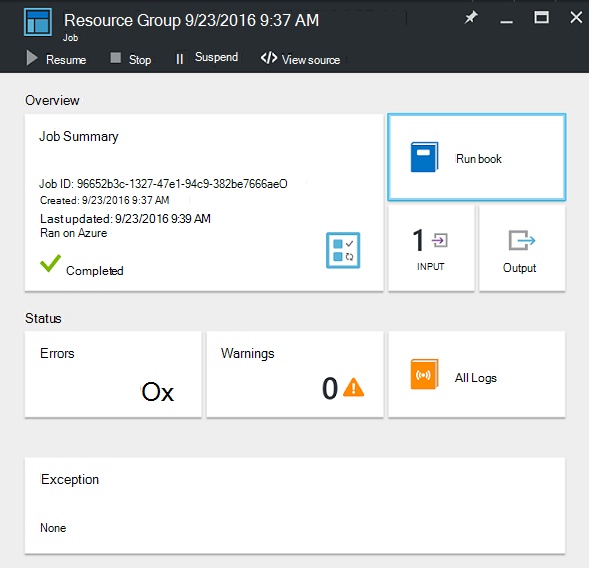 Resource Group 9/23/2016 9:37 AM
Job
Resume
Stop
Suspend
View source
Overview
Job Summary
Job ID: 96652b3c-1327-47e1-94c9-382be7666aeO
Created: 9/23/2016 9:37 AM
Last updated: 9/23/2016 9:39 AM
Ran on Azure
Completed
Run book
1
INPUT
Output
Status
Errors
Ox
Warnings
0
All Logs
Exception
None